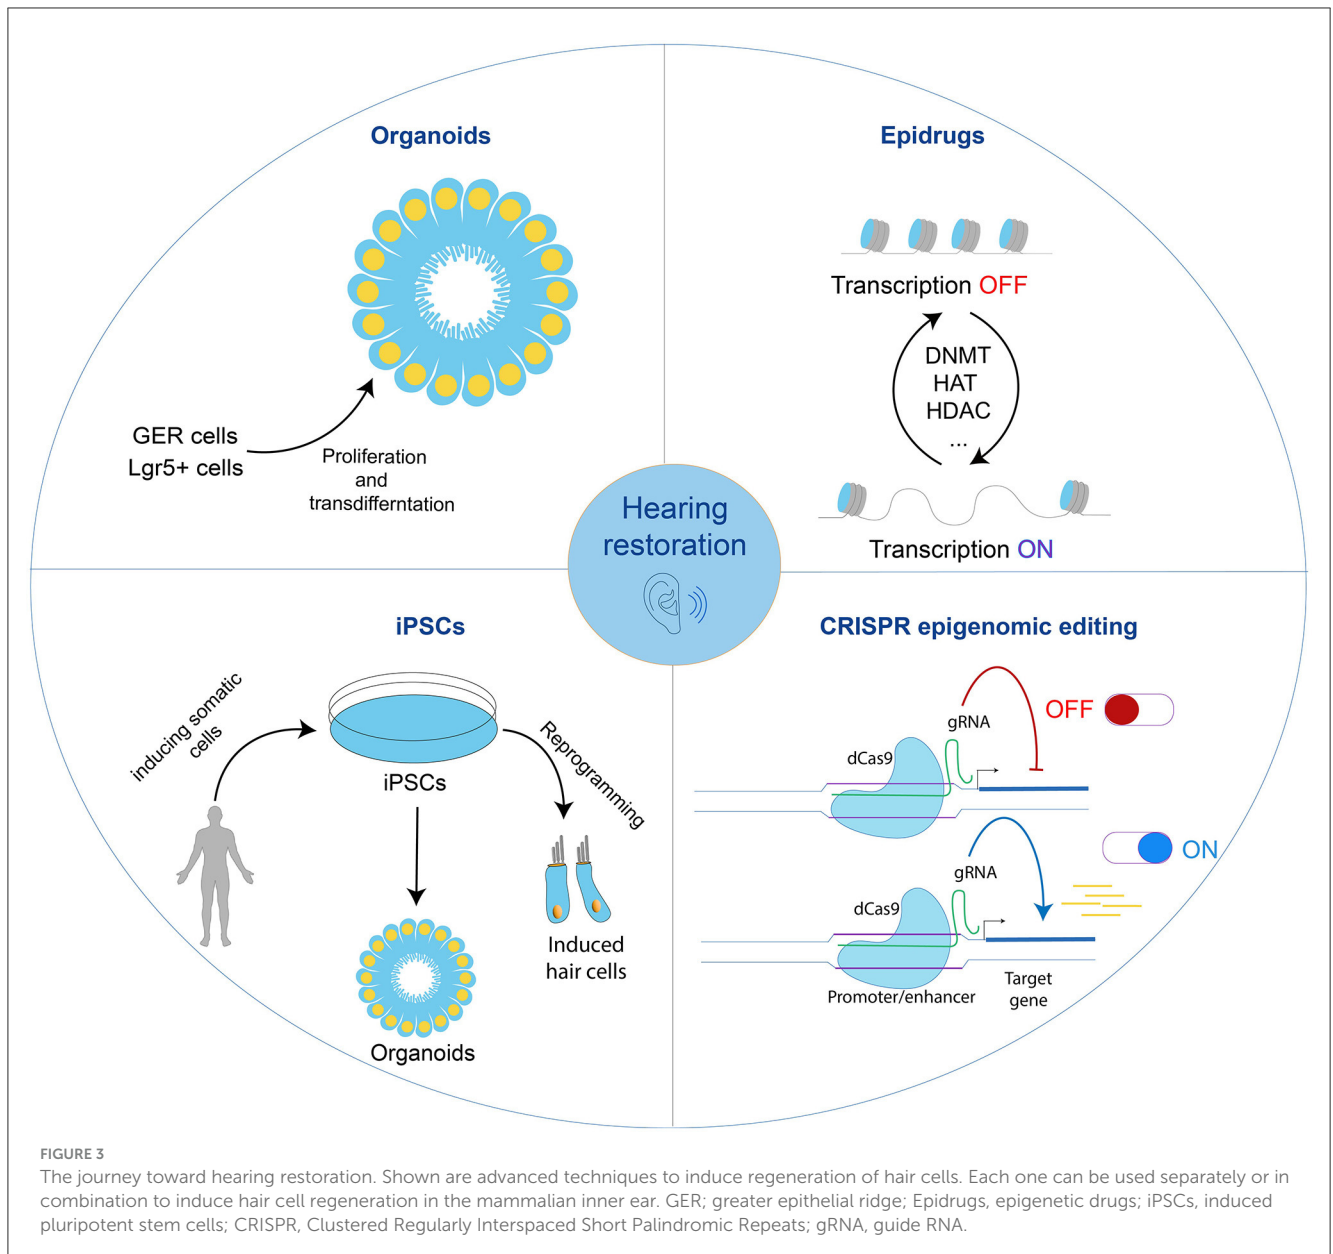 Organoids
GER cells
Lgr5+ cells
Proliferation
and
transdifferntation
Epidrugs
Transcription OFF
DNMT
HAT
HDAC
...
Transcription ON
Hearing
restoration
iPSCs
inducing somatic
cells
iPSCs
Reprogramming
Induced
hair cells
Organoids
CRISPR epigenomic editing
OFF
gRNA
dCas9
ON
gRNA
dCas9
Promoter/enhancer
Target
gene
FIGURE 3
The journey toward hearing restoration. Shown are advanced techniques to induce regeneration of hair cells. Each one can be used separately or in
combination to induce hair cell regeneration in the mammalian inner ear. GER; greater epithelial ridge; Epidrugs, epigenetic drugs; iPSCs, induced
pluripotent stem cells; CRISPR, Clustered Regularly Interspaced Short Palindromic Repeats; gRNA, guide RNA.